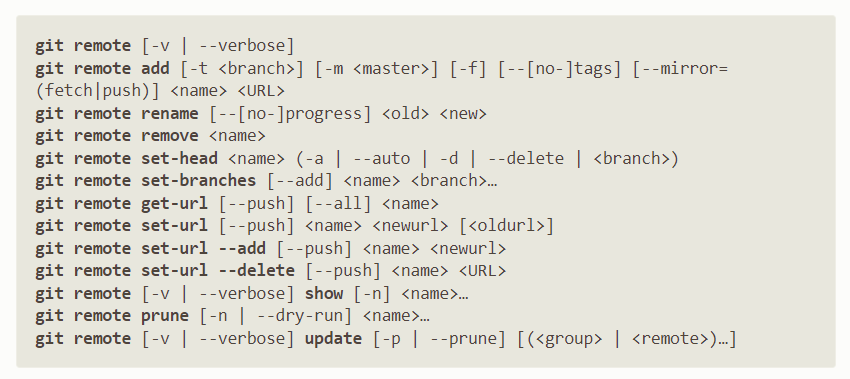 git remote [-v | --verbose]
git remote add [-t <branch>] [-m <master>] [-f] [--[no-]tags] [--mirror=
(fetch|push)] <name> <URL>
git remote rename [--[no-]progress] <old> <new>
git remote remove <name>
git remote set-head <name> (-a | --auto | -d | --delete | <branch>)
git remote set-branches [--add] <name> <branch>…
git remote get-url [--push] [--all] <name>
git remote set-url [--push] <name> <newurl> [<oldurl>]
git remote set-url --add [--push] <name> <newurl>
git remote set-url --delete [--push] <name> <URL>
git remote [-v | --verbose] show [-n] <name>…
git remote prune [-n | --dry-run] <name>…
git remote [-v | --verbose] update [-p | --prune] [(<group> | <remote>)…]